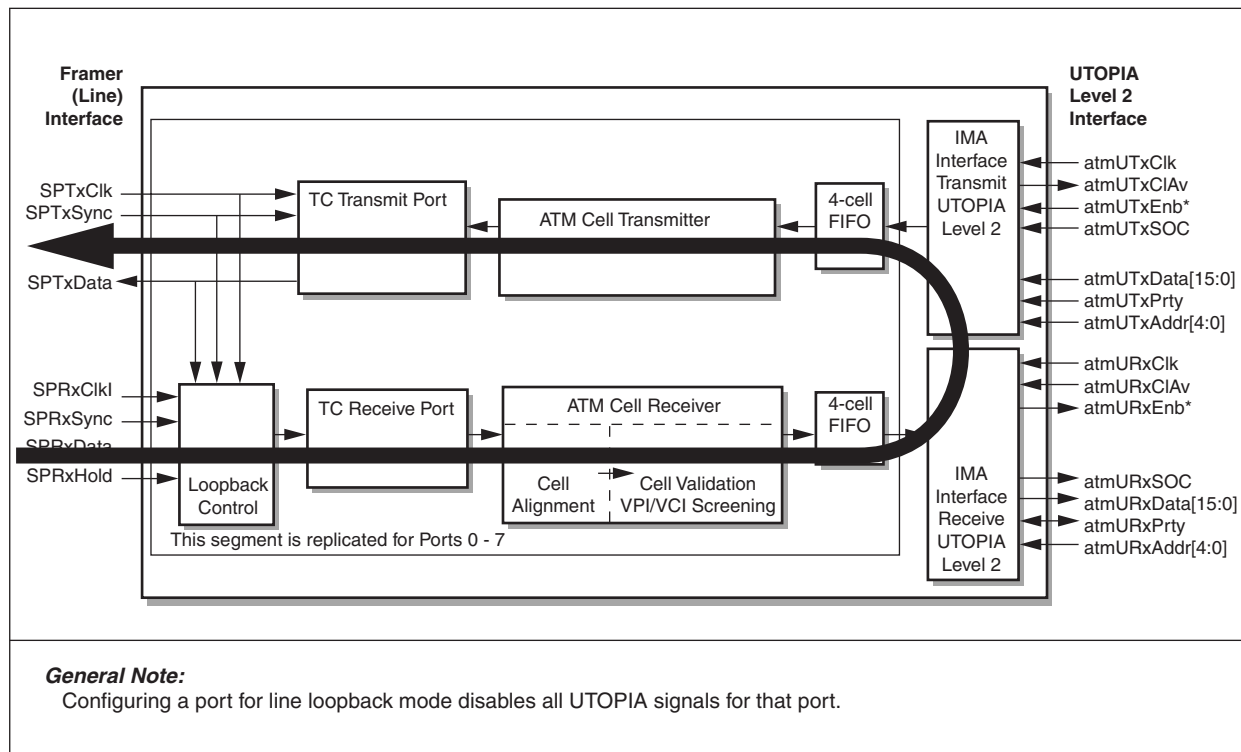 Framer
(Line)
Interface
UTOPIA
Level 2
Interface
SPTxClk
SPTxSync
SPTxData
TC Transmit Port
ATM Cell Transmitter
4-cell
FIFO
IMA
Interface
Transmit
UTOPIA
Level 2
atmUTxClk
atmUTxClAv
atmUTxEnb*
atmUTxSOC
atmUTxData[15:0]
atmUTxPrty
atmUTxAddr[4:0]
SPRxClkI
SPRxSync
SPRxData
SPRxHold
Loopback
Control
TC Receive Port
ATM Cell Receiver
Cell
Alignment
Cell Validation
VPI/VCI Screening
4-cell
FIFO
IMA
Interface
Receive
UTOPIA
Level 2
atmURxClk
atmURxClAv
atmURxEnb*
atmURxSOC
atmURxData[15:0]
atmURxPrty
atmURxAddr[4:0]
This segment is replicated for Ports 0 - 7
General Note:
Configuring a port for line loopback mode disables all UTOPIA signals for that port.